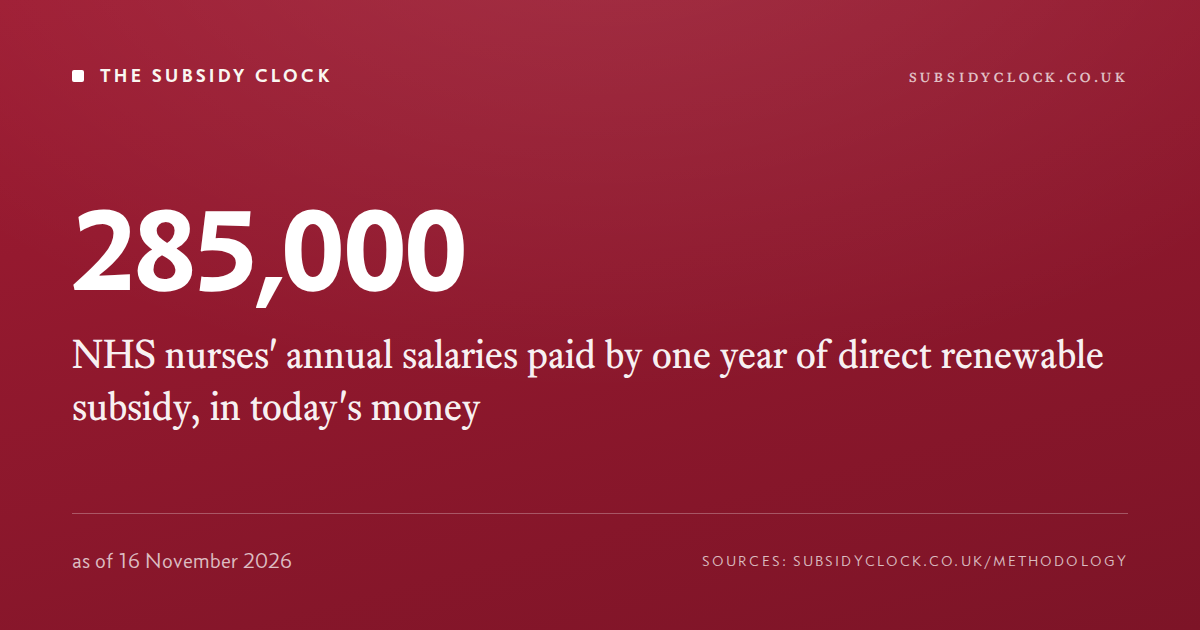 THE SUBSIDY CLOCK
SUBSIDYCLOCK.CO.UK
285,000
NHS nurses' annual salaries paid by one year of direct renewable
subsidy, in today's money
as of 16 November 2026
SOURCES: SUBSIDYCLOCK.CO.UK/METHODOLOGY